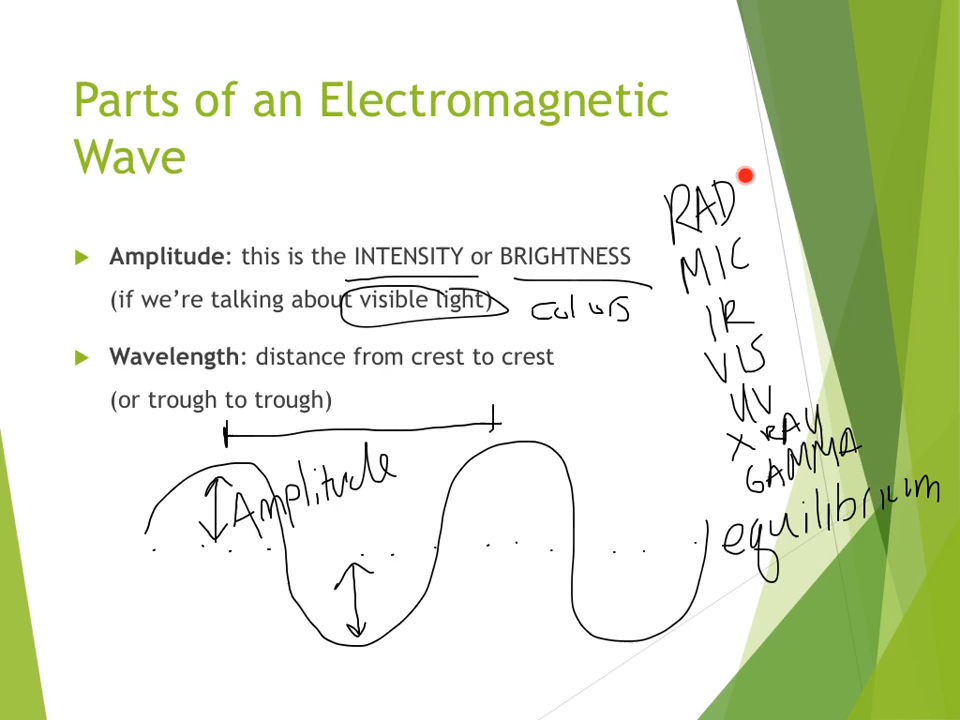 Parts of an Electromagnetic
Wave
Amplitude: this is the INTENSITY or BRIGHTNESS
(if we're talking about visible light)
colors
Wavelength: distance from crest to crest
(or trough to trough)
RAD
MIC
IR
VIS
UV
X RAY
GAMMA
Amplitude
equilibrium